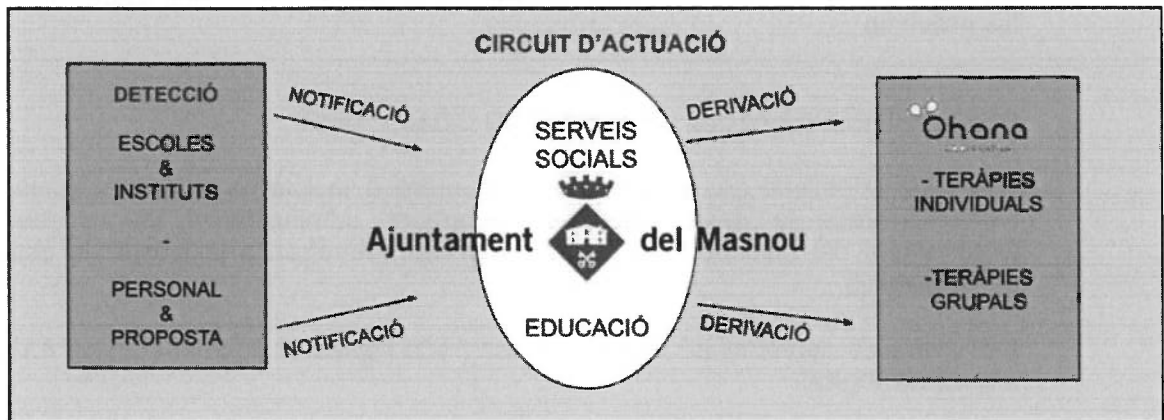 CIRCUIT D'ACTUACIÓ
DETECCIÓ
ESCOLES
&
INSTITUTS
-
PERSONAL
&
PROPOSTA
NOTIFICACIÓ
NOTIFICACIÓ
SERVEIS
SOCIALS
Ajuntament del Masnou
EDUCACIÓ
DERIVACIÓ
DERIVACIÓ
Ohana
- TERÀPIES
INDIVIDUALS
-TERÀPIES
GRUPALS